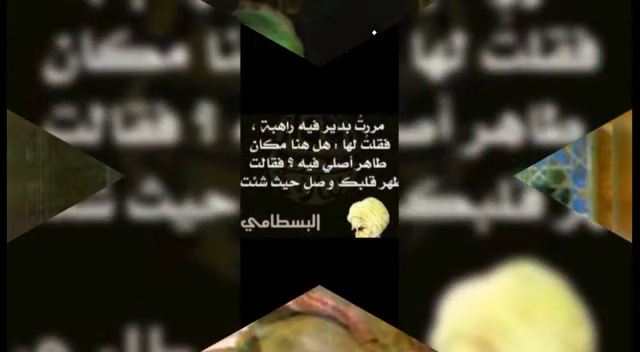 مررتُ بدير فيه راهبة ،
فقلتُ لها : هل هنا مكان
طاهر أصلي فيه ؟ فقالت
طهر قلبك وصل حيث شئت
البسطامي